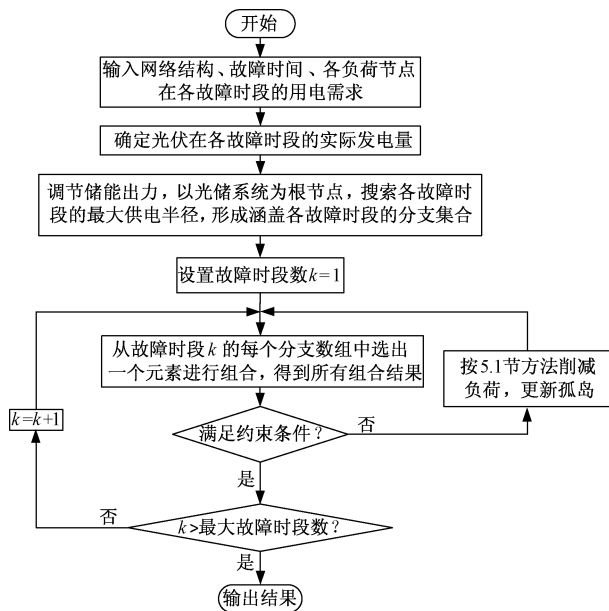 开始
输入网络结构、故障时间、各负荷节点
在各故障时段的用电需求
确定光伏在各故障时段的实际发电量
调节储能出力，以光储系统为根节点，搜索各故障时
段的最大供电半径，形成涵盖各故障时段的分支集合
设置故障时段数k=1
从故障时段k的每个分支数组中选出
一个元素进行组合，得到所有组合结果
按5.1节方法削减
负荷，更新孤岛
k=k+1
满足约束条件？
否
是
k>最大故障时段数？
否
是
输出结果